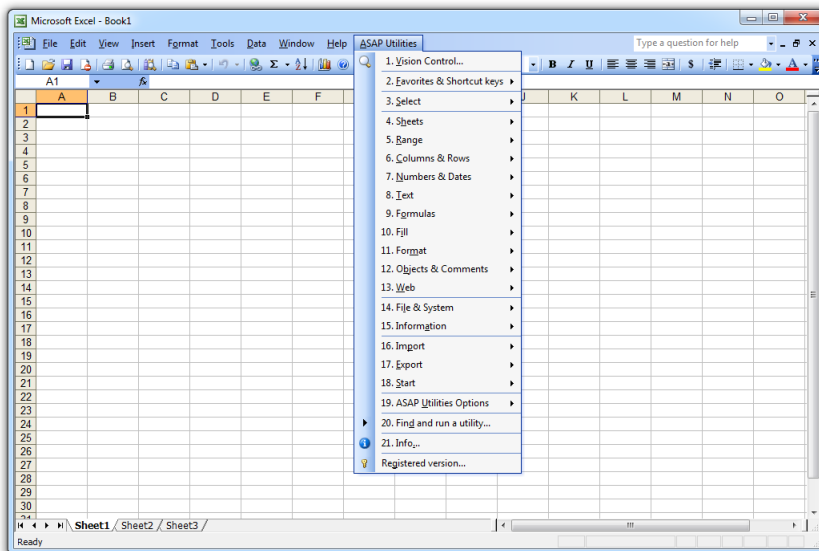 Microsoft Excel - Book1
File Edit View Insert Format Tools Data Window Help ASAP Utilities Type a question for help
Σ B I U $ A
A1 fx
A B C D E F J K L M N O
1. Vision Control...
2. Favorites & Shortcut keys
3. Select
4. Sheets
5. Range
6. Columns & Rows
7. Numbers & Dates
8. Text
9. Formulas
10. Fill
11. Format
12. Objects & Comments
13. Web
14. File & System
15. Information
16. Import
17. Export
18. Start
19. ASAP Utilities Options
20. Find and run a utility...
21. Info...
Registered version...
1
2
3
4
5
6
7
8
9
10
11
12
13
14
15
16
17
18
19
20
21
22
23
24
25
26
27
28
29
30
Sheet1 Sheet2 Sheet3
Ready